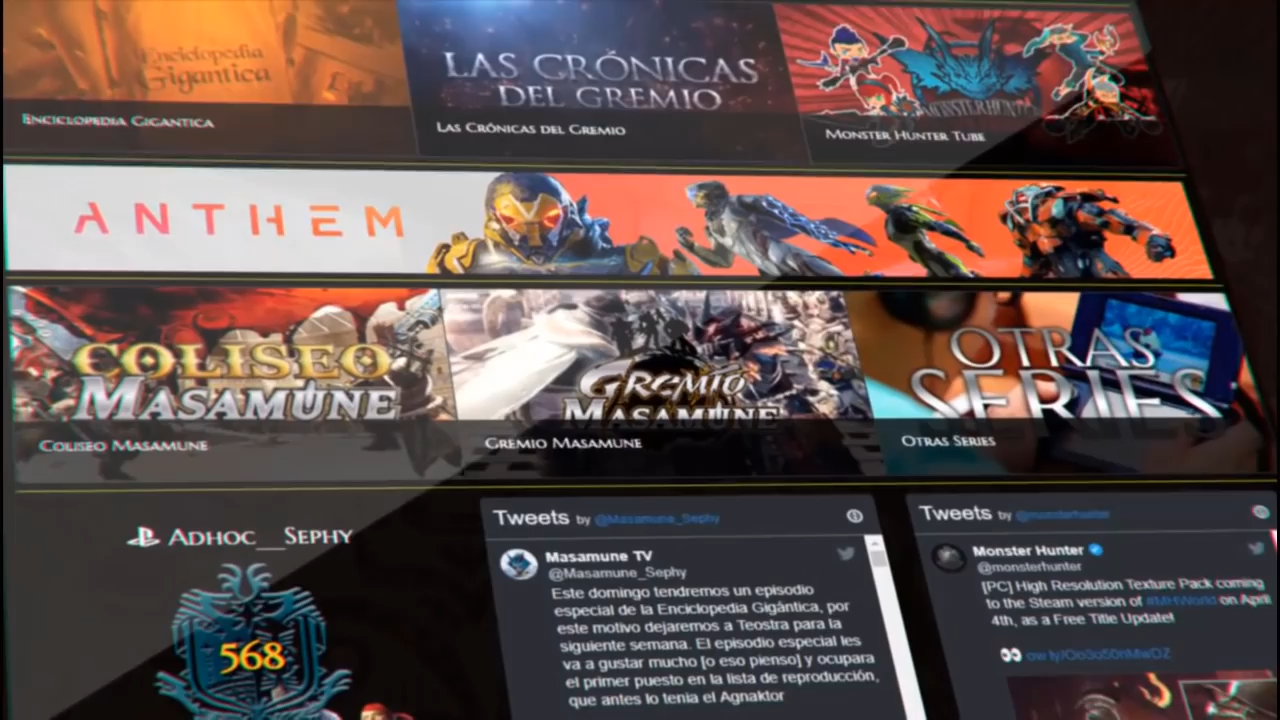 Enciclopedia
Gigantica
Enciclopedia Gigantica
LAS CRÓNICAS
DEL GREMIO
Las Crónicas del Gremio
MONSTER HUNTER
Monster Hunter Tube
ANTHEM
COLISEO
MASAMUNE
Coliseo Masamune
GREMIO
MASAMUNE
Gremio Masamune
OTRAS
SERIES
Otras Series
Adhoc__Sephy
568
Tweets by @Masamune_Sephy
Masamune TV
@Masamune_Sephy
Este domingo tendremos un episodio
especial de la Enciclopedia Gigántica, por
este motivo dejaremos a Teostra para la
siguiente semana. El episodio especial les
va a gustar mucho [o eso pienso] y ocupara
el primer puesto en la lista de reproducción,
que antes lo tenia el Agnaktor
Tweets by @monsterhunter
Monster Hunter
@monsterhunter
[PC] High Resolution Texture Pack coming
to the Steam version of #MHWorld on April
4th, as a Free Title Update!